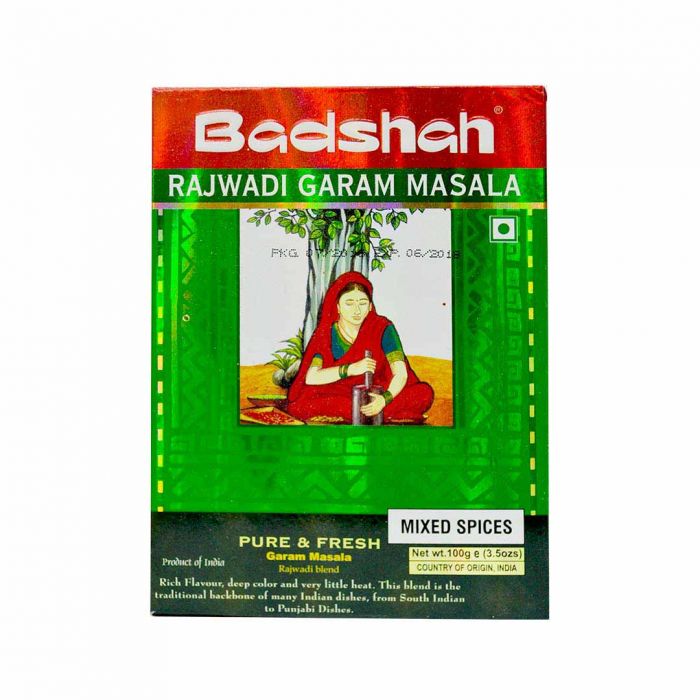 Badshah®
RAJWADI GARAM MASALA
PKG. EXP. 06/2018
MIXED SPICES
PURE & FRESH
Net wt.100g e (3.5ozs)
Garam Masala
Product of India
Rajwadi blend
COUNTRY OF ORIGIN, INDIA
Rich Flavour, deep color and very little heat. This blend is the
traditional backbone of many Indian dishes, from South Indian
to Punjabi Dishes.